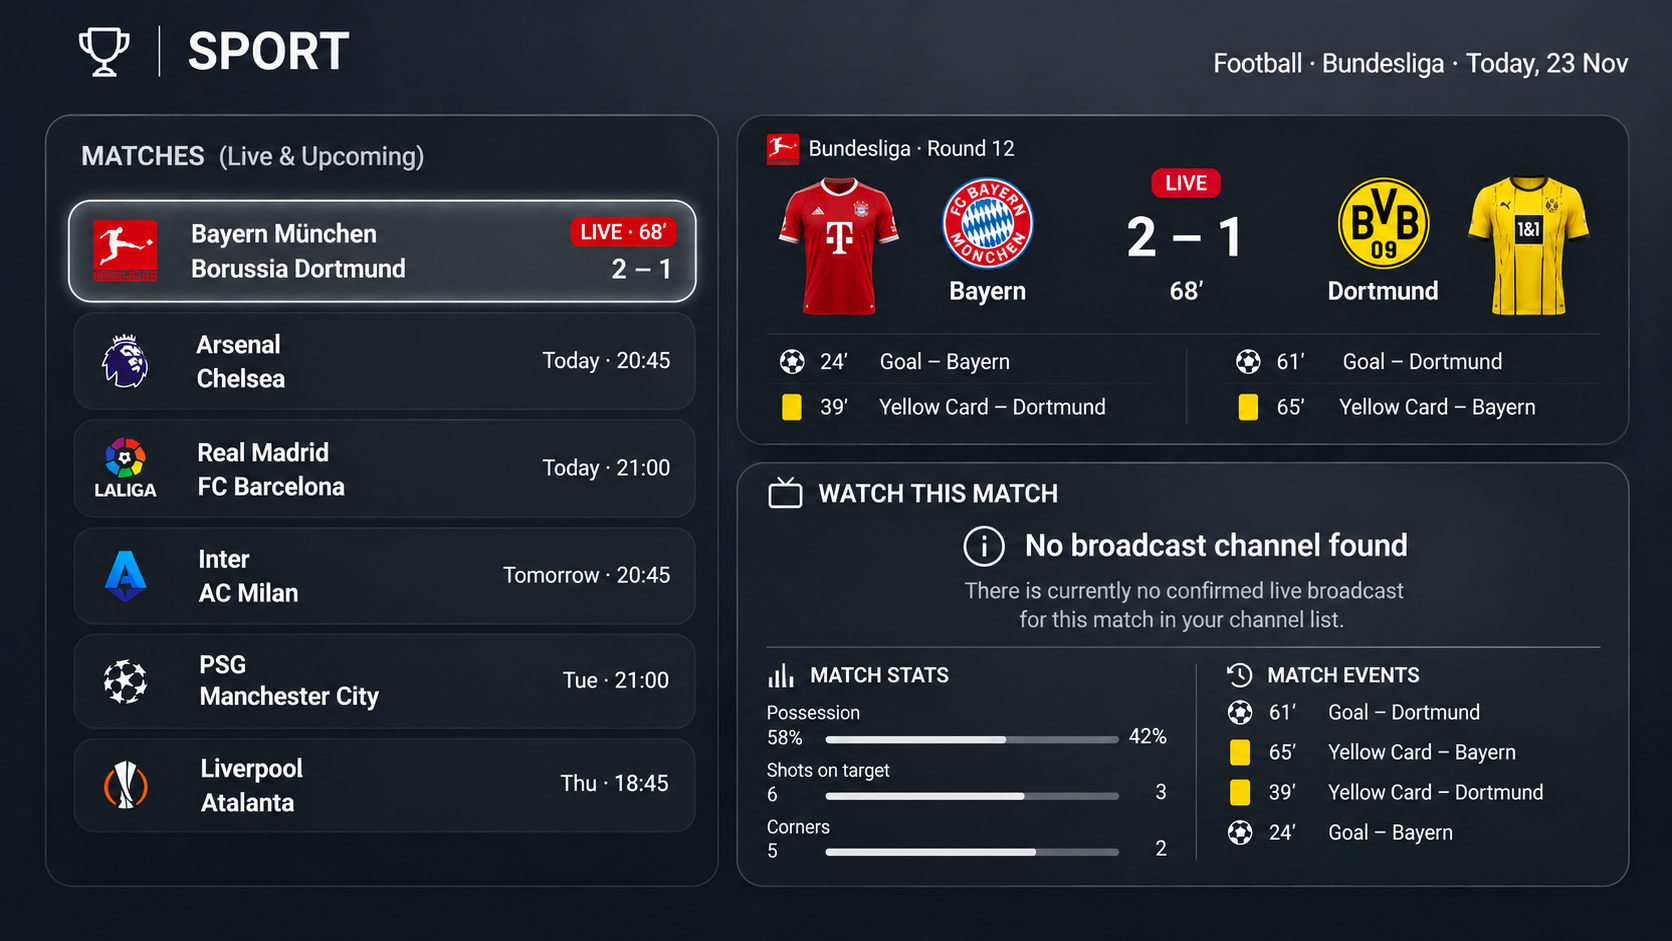 SPORT
Football · Bundesliga · Today, 23 Nov
MATCHES (Live & Upcoming)
Bayern München
Borussia Dortmund
LIVE · 68’
2 – 1
Arsenal
Chelsea
Today · 20:45
LALIGA
Real Madrid
FC Barcelona
Today · 21:00
Inter
AC Milan
Tomorrow · 20:45
PSG
Manchester City
Tue · 21:00
Liverpool
Atalanta
Thu · 18:45
Bundesliga · Round 12
T
FC BAYERN
MÜNCHEN
Bayern
LIVE
2 – 1
68’
BVB
09
Dortmund
1&1
24’ Goal – Bayern
39’ Yellow Card – Dortmund
61’ Goal – Dortmund
65’ Yellow Card – Bayern
WATCH THIS MATCH
No broadcast channel found
There is currently no confirmed live broadcast
for this match in your channel list.
MATCH STATS
Possession
58% 42%
Shots on target
6 3
Corners
5 2
MATCH EVENTS
61’ Goal – Dortmund
65’ Yellow Card – Bayern
39’ Yellow Card – Dortmund
24’ Goal – Bayern